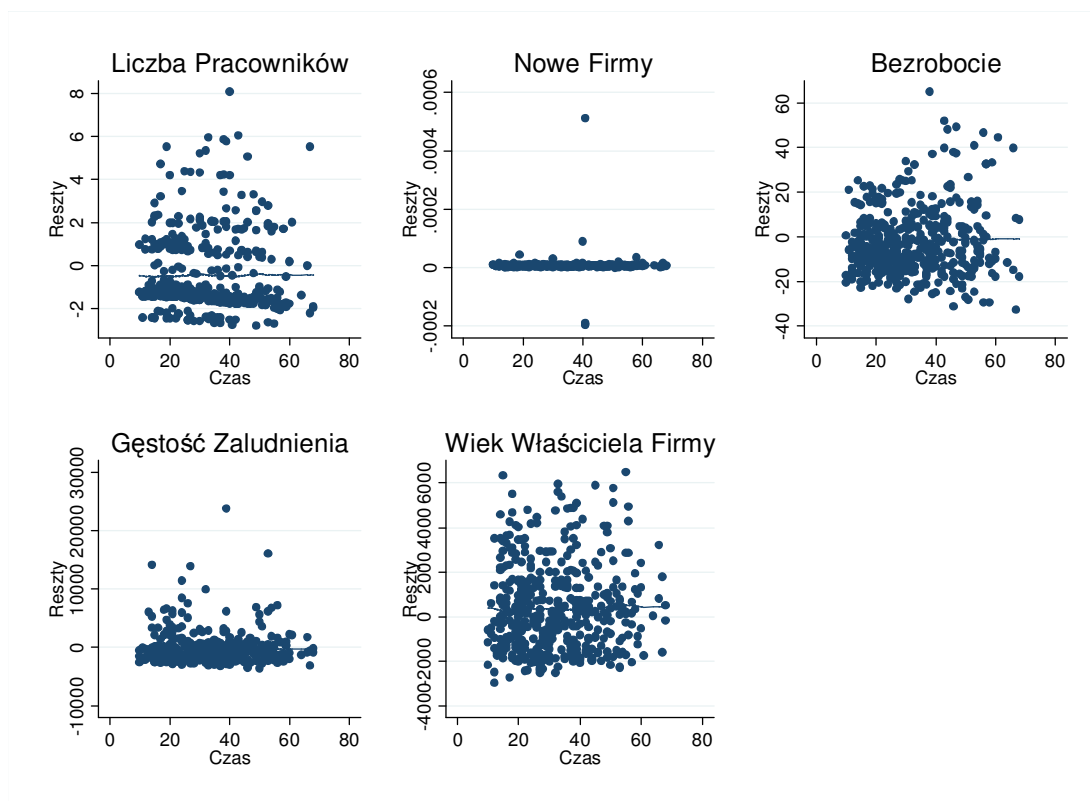 Liczba Pracowników
Reszty
8
6
4
2
0
-2
0 20 40 60 80
Czas
Nowe Firmy
Reszty
.0006
.0004
.0002
0
-.0002
0 20 40 60 80
Czas
Bezrobocie
Reszty
60
40
20
0
-20
-40
0 20 40 60 80
Czas
Gęstość Zaludnienia
Reszty
30000
20000
10000
0
-10000
0 20 40 60 80
Czas
Wiek Właściciela Firmy
Reszty
6000
4000
2000
0
-2000
-4000
0 20 40 60 80
Czas